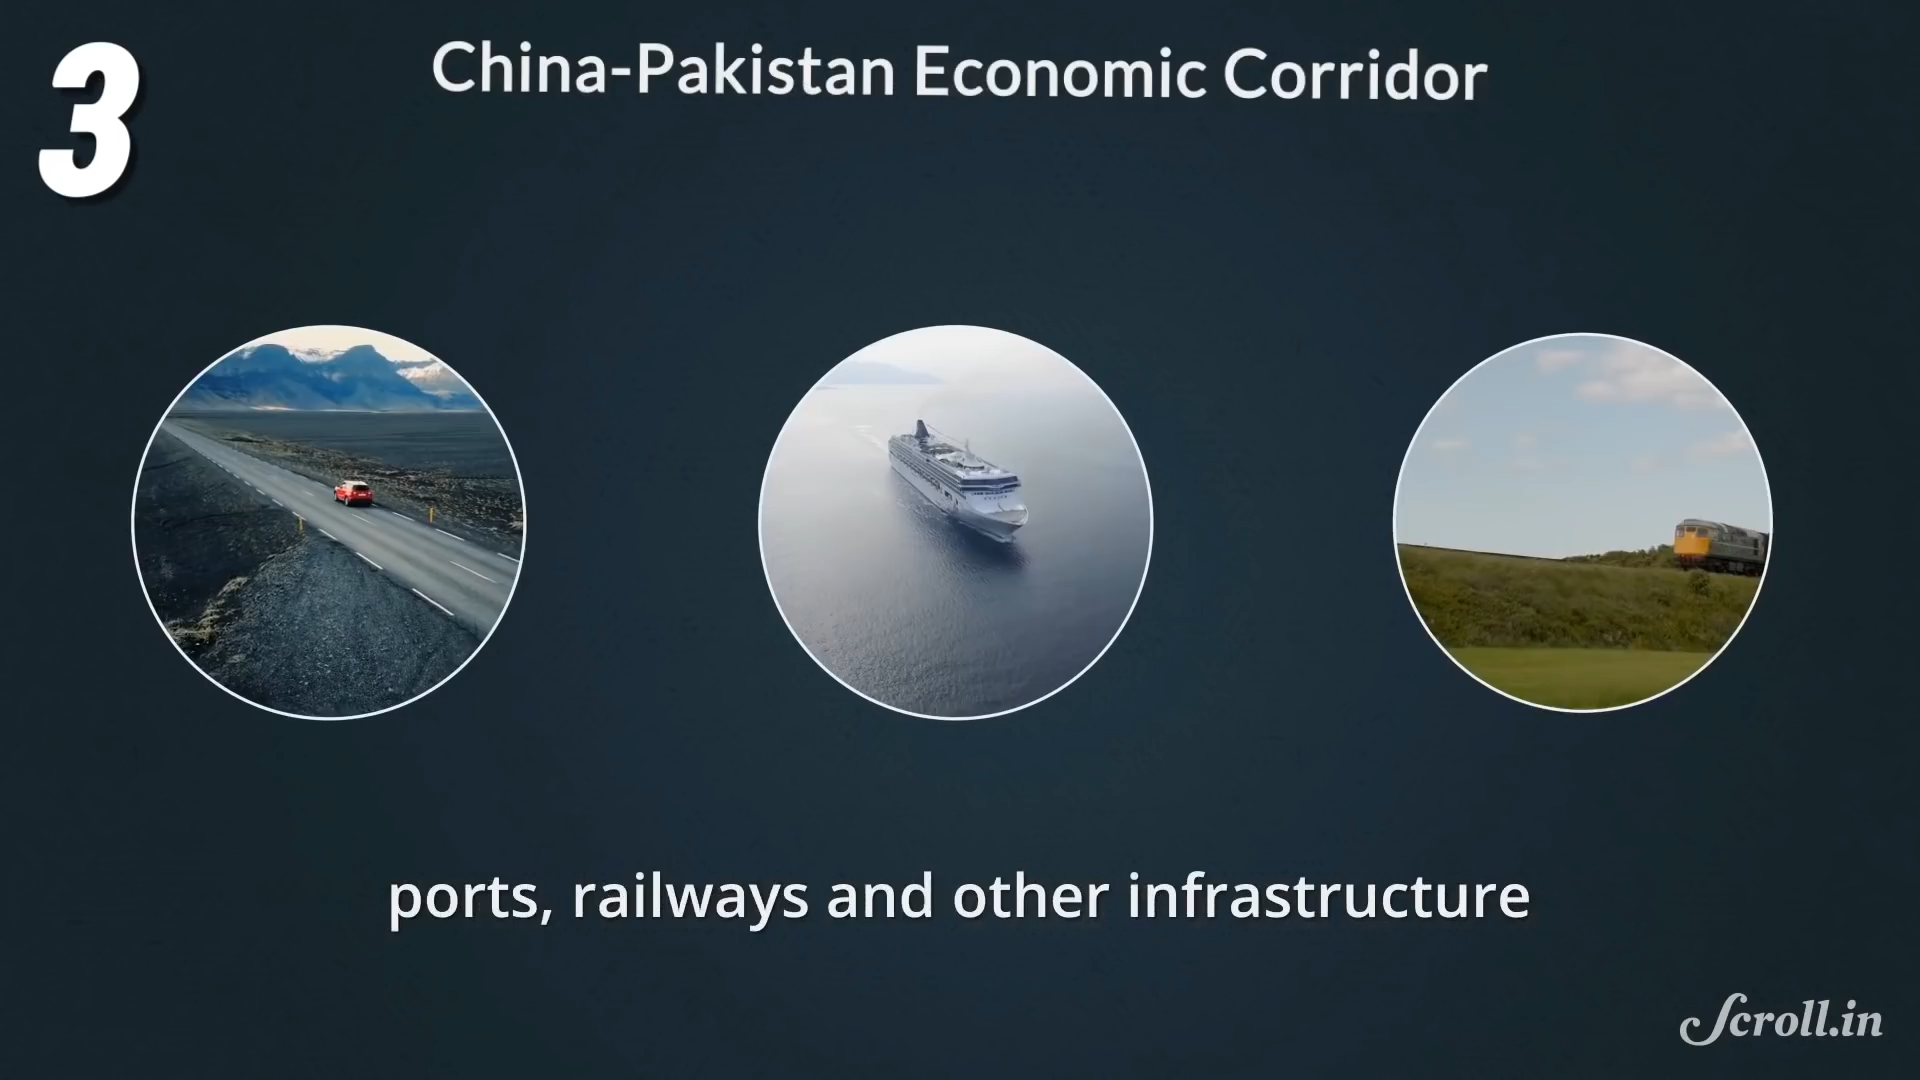 3
China-Pakistan Economic Corridor
ports, railways and other infrastructure
Scroll.in